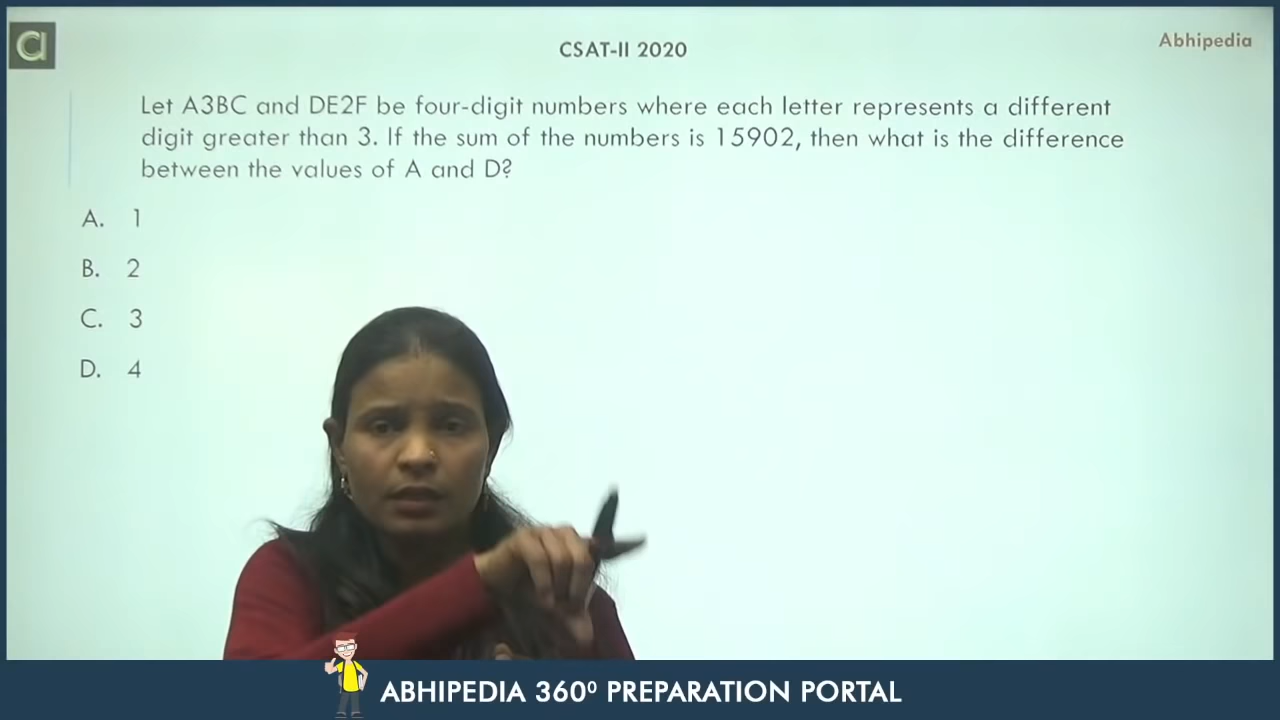 CSAT-II 2020
Abhipedia
Let A3BC and DE2F be four-digit numbers where each letter represents a different
digit greater than 3. If the sum of the numbers is 15902, then what is the difference
between the values of A and D?
A. 1
B. 2
C. 3
D. 4
ABHIPEDIA 360⁰ PREPARATION PORTAL